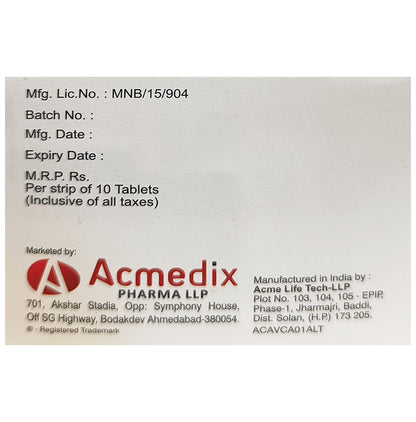 Mfg. Lic.No. : MNB/15/904
Batch No. :
Mfg. Date :
Expiry Date :
M.R.P. Rs.
Per strip of 10 Tablets
(Inclusive of all taxes)
Marketed by:
Acmedix
PHARMA LLP
701, Akshar Stadia, Opp: Symphony House,
Off SG Highway, Bodakdev Ahmedabad-380054.
® - Registered Trademark
Manufactured in India by :
Acme Life Tech-LLP
Plot No. 103, 104, 105 - EPIP,
Phase-1, Jharmajri, Baddi,
Dist. Solan, (H.P.) 173 205.
ACAVCA01ALT